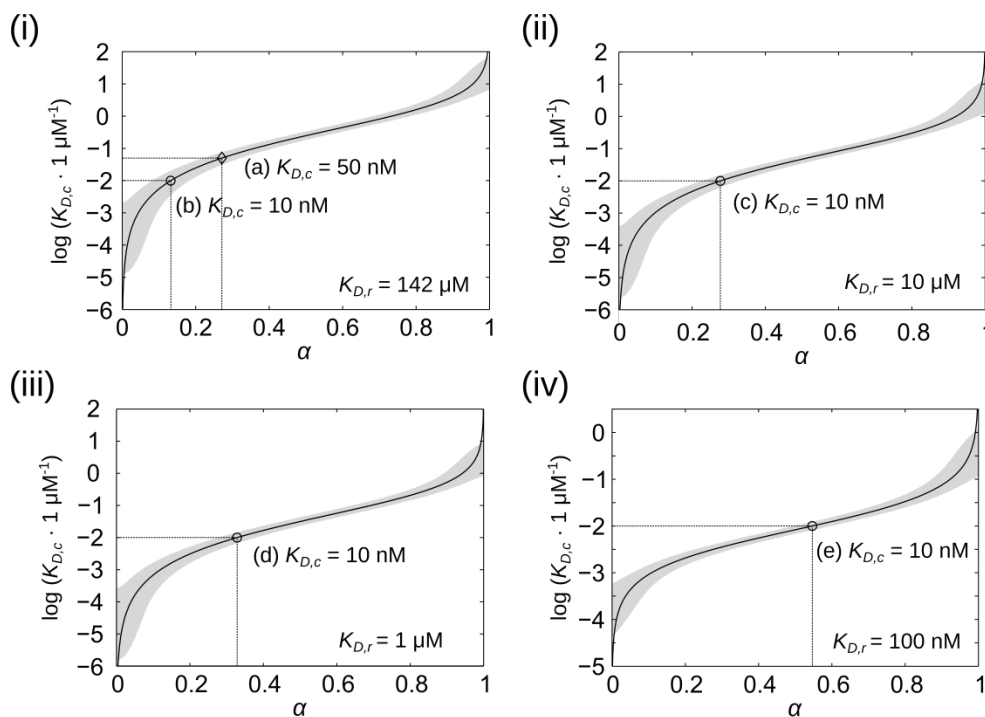 (i)
log (K_D,c · 1 µM⁻¹)
2
1
0
−1
−2
−3
−4
−5
−6
(a) K_D,c = 50 nM
(b) K_D,c = 10 nM
K_D,r = 142 µM
0 0.2 0.4 0.6 0.8 1
α
(ii)
log (K_D,c · 1 µM⁻¹)
2
1
0
−1
−2
−3
−4
−5
−6
(c) K_D,c = 10 nM
K_D,r = 10 µM
0 0.2 0.4 0.6 0.8 1
α
(iii)
log (K_D,c · 1 µM⁻¹)
2
1
0
−1
−2
−3
−4
−5
−6
(d) K_D,c = 10 nM
K_D,r = 1 µM
0 0.2 0.4 0.6 0.8 1
α
(iv)
log (K_D,c · 1 µM⁻¹)
0
−1
−2
−3
−4
−5
(e) K_D,c = 10 nM
K_D,r = 100 nM
0 0.2 0.4 0.6 0.8 1
α